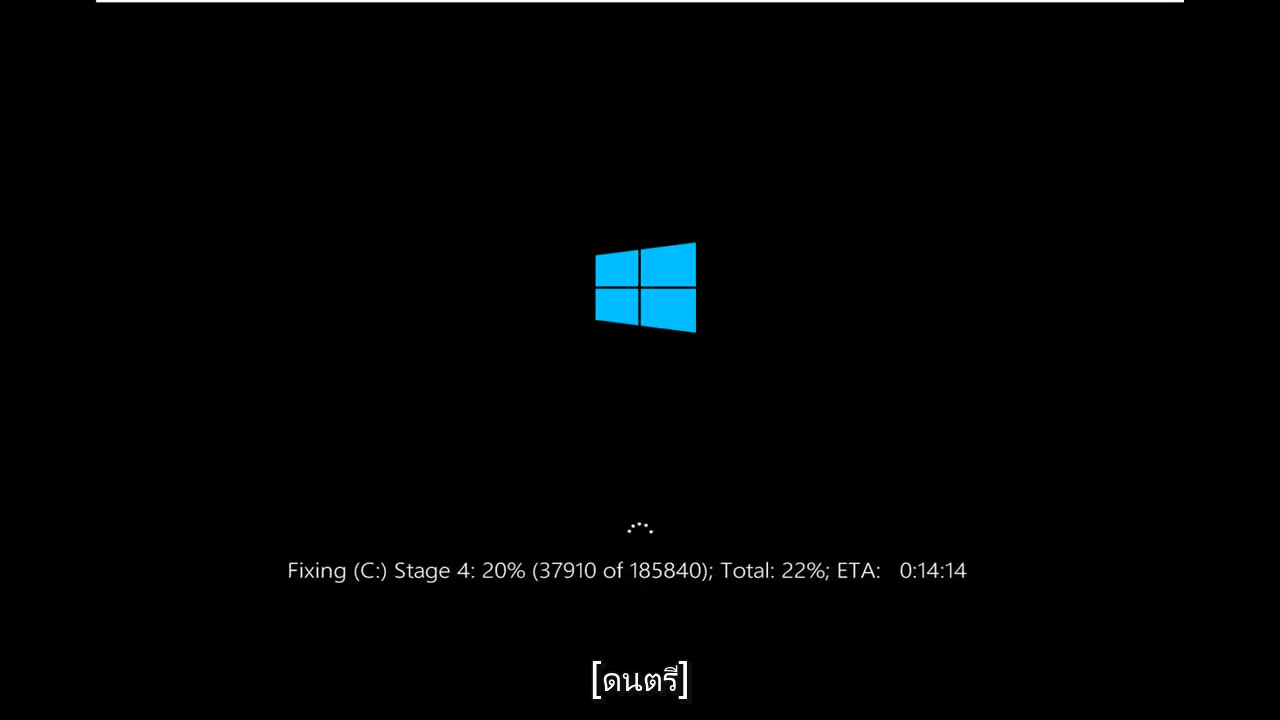 Fixing (C:) Stage 4: 20% (37910 of 185840); Total: 22%; ETA:   0:14:14
[ดนตรี]